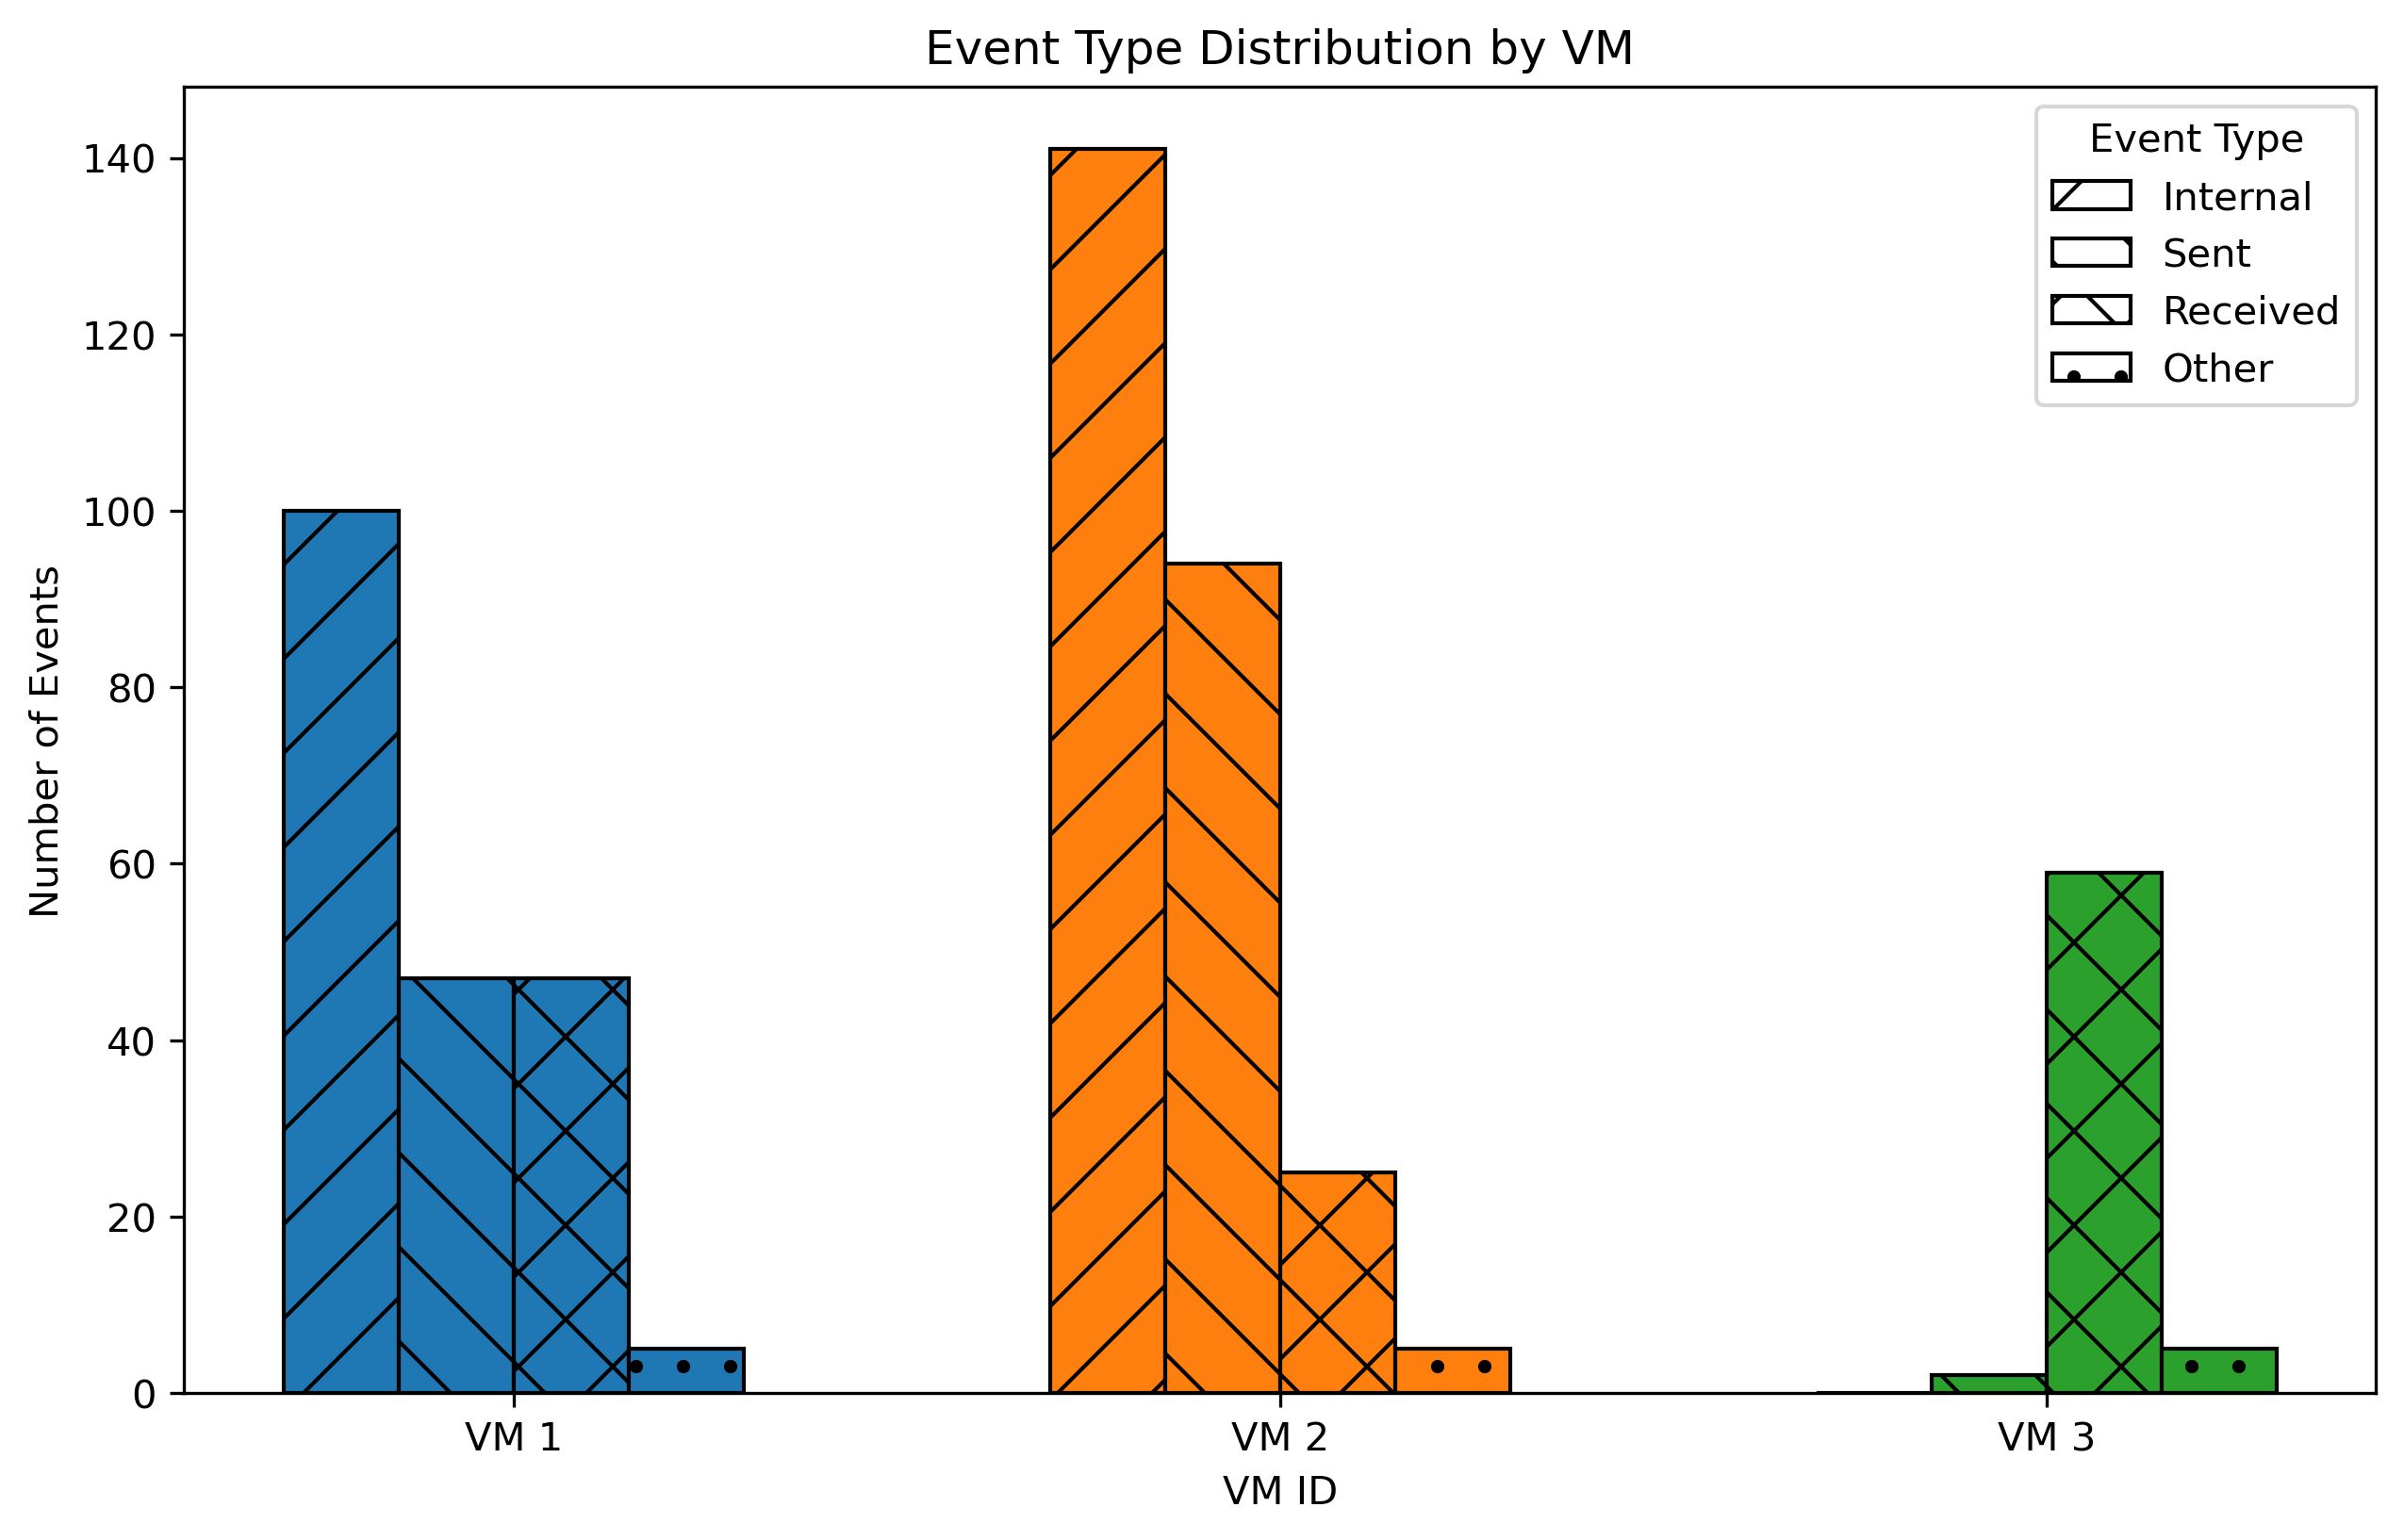 Event Type Distribution by VM
Event Type
Internal
Sent
Received
Other
Number of Events
140
120
100
80
60
40
20
0
VM 1
VM 2
VM 3
VM ID